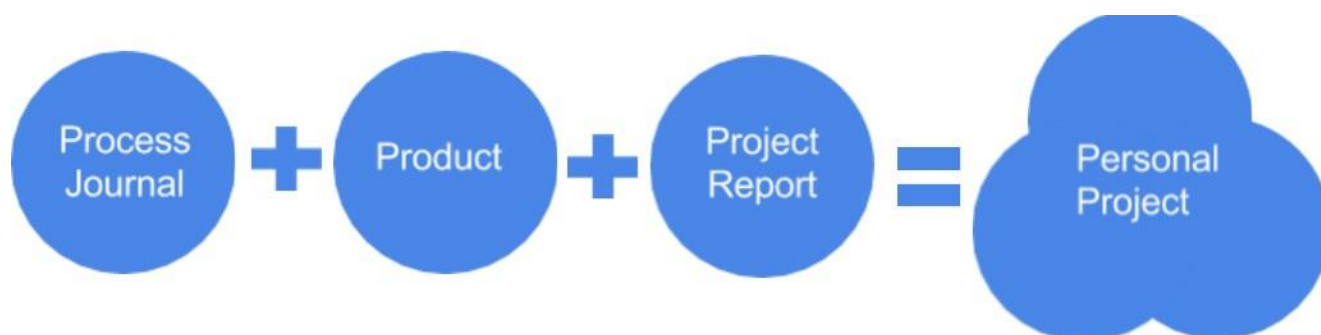 Process
Journal
Product
Project
Report
Personal
Project